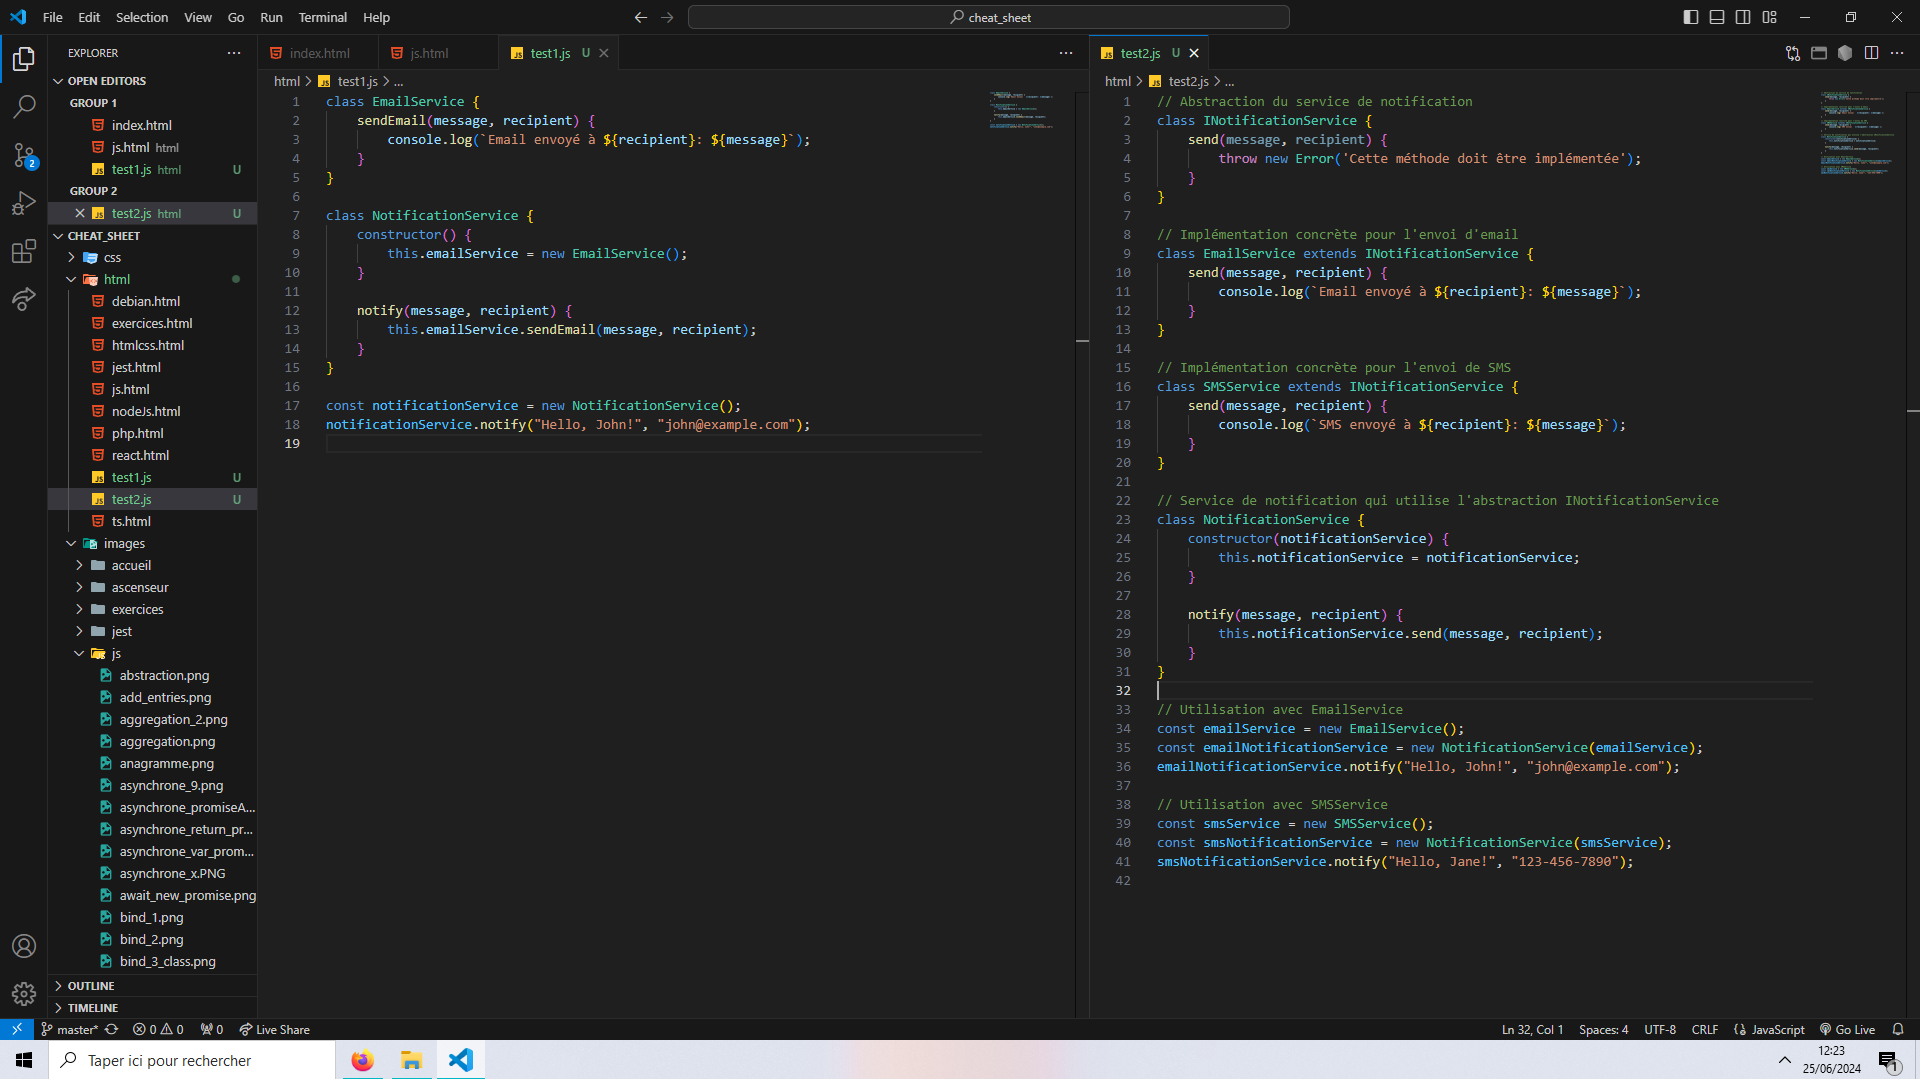 File Edit Selection View Go Run Terminal Help
cheat_sheet
EXPLORER
OPEN EDITORS
GROUP 1
index.html
js.html html
test1.js html U
GROUP 2
test2.js html U
CHEAT_SHEET
css
html
debian.html
exercices.html
htmlcss.html
jest.html
js.html
nodeJs.html
php.html
react.html
test1.js U
test2.js U
ts.html
images
accueil
ascenseur
exercices
jest
js
abstraction.png
add_entries.png
aggregation_2.png
aggregation.png
anagramme.png
asynchrone_9.png
asynchrone_promiseA...
asynchrone_return_pr...
asynchrone_var_prom...
asynchrone_x.PNG
await_new_promise.png
bind_1.png
bind_2.png
bind_3_class.png
OUTLINE
TIMELINE
2
index.html js.html test1.js U
html > test1.js > ...
1 class EmailService {
2 sendEmail(message, recipient) {
3 console.log(`Email envoyé à ${recipient}: ${message}`);
4 }
5 }
6
7 class NotificationService {
8 constructor() {
9 this.emailService = new EmailService();
10 }
11
12 notify(message, recipient) {
13 this.emailService.sendEmail(message, recipient);
14 }
15 }
16
17 const notificationService = new NotificationService();
18 notificationService.notify("Hello, John!", "john@example.com");
19
test2.js U
html > test2.js > ...
1 // Abstraction du service de notification
2 class INotificationService {
3 send(message, recipient) {
4 throw new Error('Cette méthode doit être implémentée');
5 }
6 }
7
8 // Implémentation concrète pour l'envoi d'email
9 class EmailService extends INotificationService {
10 send(message, recipient) {
11 console.log(`Email envoyé à ${recipient}: ${message}`);
12 }
13 }
14
15 // Implémentation concrète pour l'envoi de SMS
16 class SMSService extends INotificationService {
17 send(message, recipient) {
18 console.log(`SMS envoyé à ${recipient}: ${message}`);
19 }
20 }
21
22 // Service de notification qui utilise l'abstraction INotificationService
23 class NotificationService {
24 constructor(notificationService) {
25 this.notificationService = notificationService;
26 }
27
28 notify(message, recipient) {
29 this.notificationService.send(message, recipient);
30 }
31 }
32
33 // Utilisation avec EmailService
34 const emailService = new EmailService();
35 const emailNotificationService = new NotificationService(emailService);
36 emailNotificationService.notify("Hello, John!", "john@example.com");
37
38 // Utilisation avec SMSService
39 const smsService = new SMSService();
40 const smsNotificationService = new NotificationService(smsService);
41 smsNotificationService.notify("Hello, Jane!", "123-456-7890");
42
master* 0 0 0 Live Share
Ln 32, Col 1 Spaces: 4 UTF-8 CRLF JavaScript Go Live
Taper ici pour rechercher
12:23
25/06/2024
1